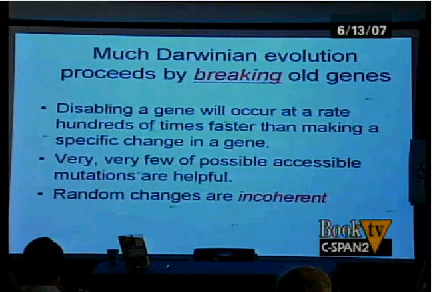 6/13/07
Much Darwinian evolution
proceeds by breaking old genes
• Disabling a gene will occur at a rate
hundreds of times faster than making a
specific change in a gene.
• Very, very few of possible accessible
mutations are helpful.
• Random changes are incoherent
Book tv
C-SPAN2